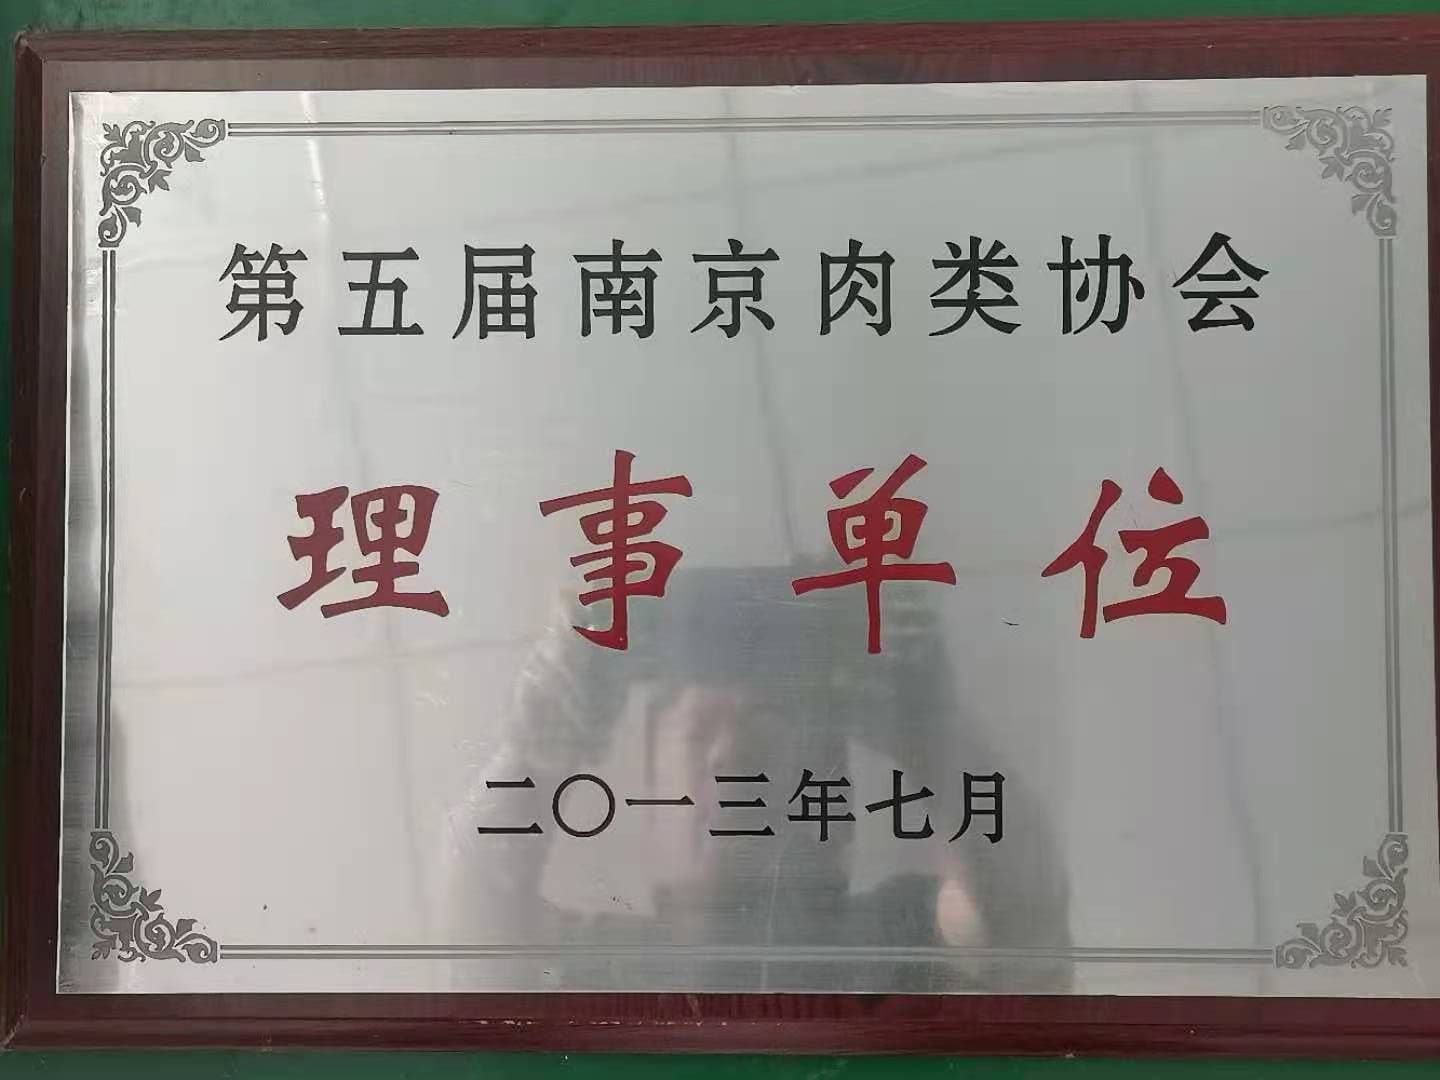 第五届南京肉类协会
理事单位
二〇一三年七月